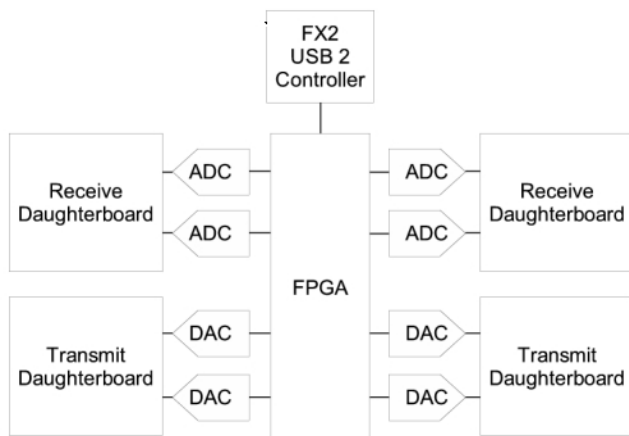 FX2
USB 2
Controller
Receive
Daughterboard
ADC
ADC
ADC
ADC
Receive
Daughterboard
FPGA
Transmit
Daughterboard
DAC
DAC
DAC
DAC
Transmit
Daughterboard